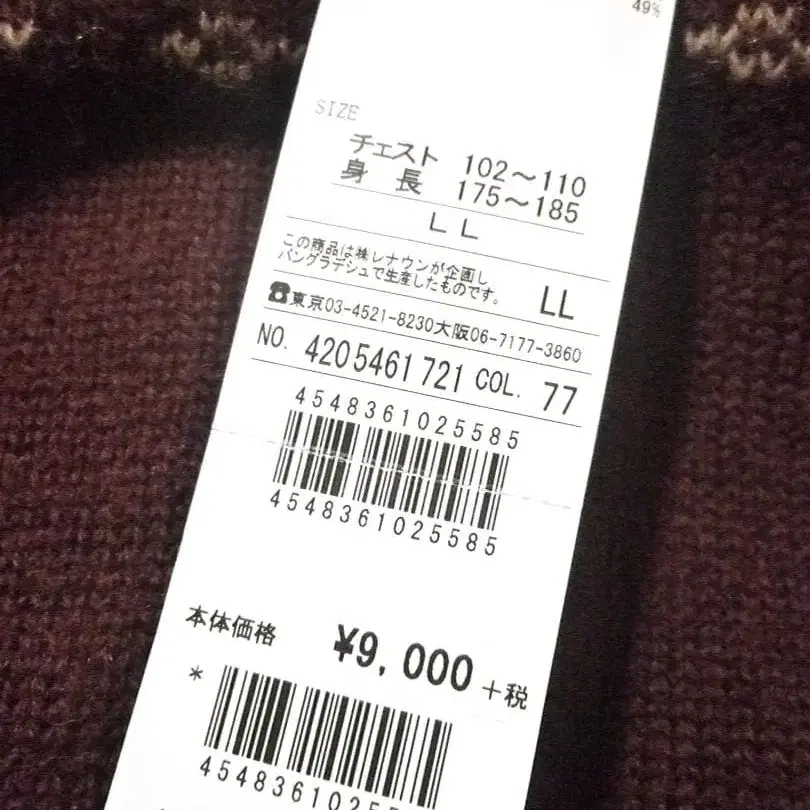 49%
SIZE
チェスト 102～110
身 長 175～185
LL
この商品は㈱レナウンが企画し
バングラデシュで生産したものです。
LL
☎東京03-4521-8230大阪06-7177-3860
NO. 4205461721 COL. 77
4548361025585
4548361025585
本体価格 ¥9,000 +税
*
45483610255